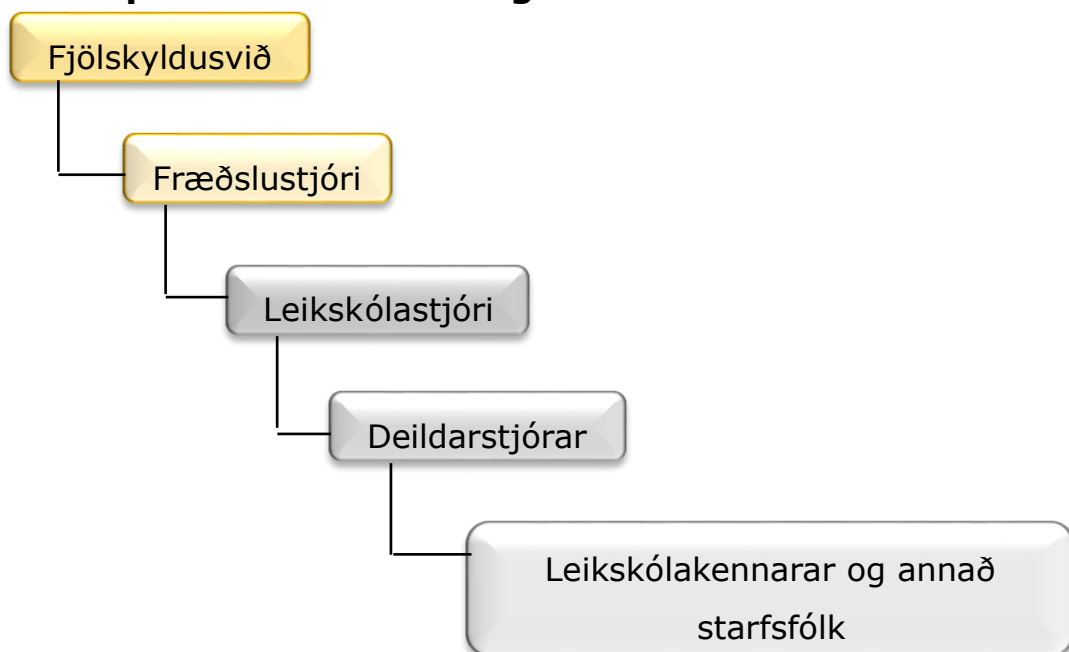 Fjölskyldusvið
Fræðslustjóri
Leikskólastjóri
Deildarstjórar
Leikskólakennarar og annað
starfsfólk